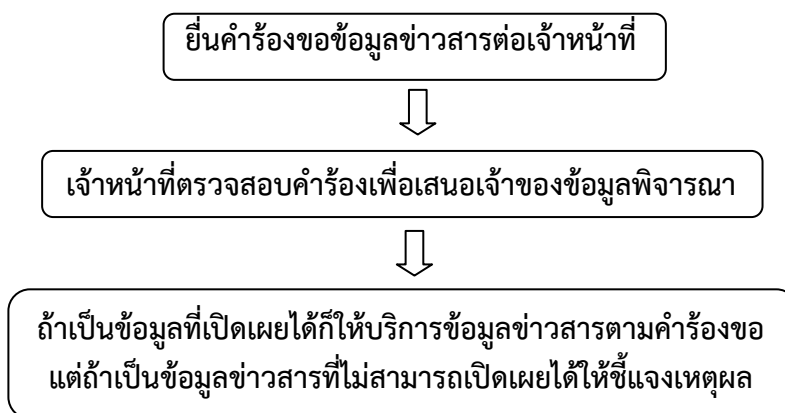 ยื่นคำร้องขอข้อมูลข่าวสารต่อเจ้าหน้าที่
เจ้าหน้าที่ตรวจสอบคำร้องเพื่อเสนอเจ้าของข้อมูลพิจารณา
ถ้าเป็นข้อมูลที่เปิดเผยได้ก็ให้บริการข้อมูลข่าวสารตามคำร้องขอ
แต่ถ้าเป็นข้อมูลข่าวสารที่ไม่สามารถเปิดเผยได้ให้ชี้แจงเหตุผล